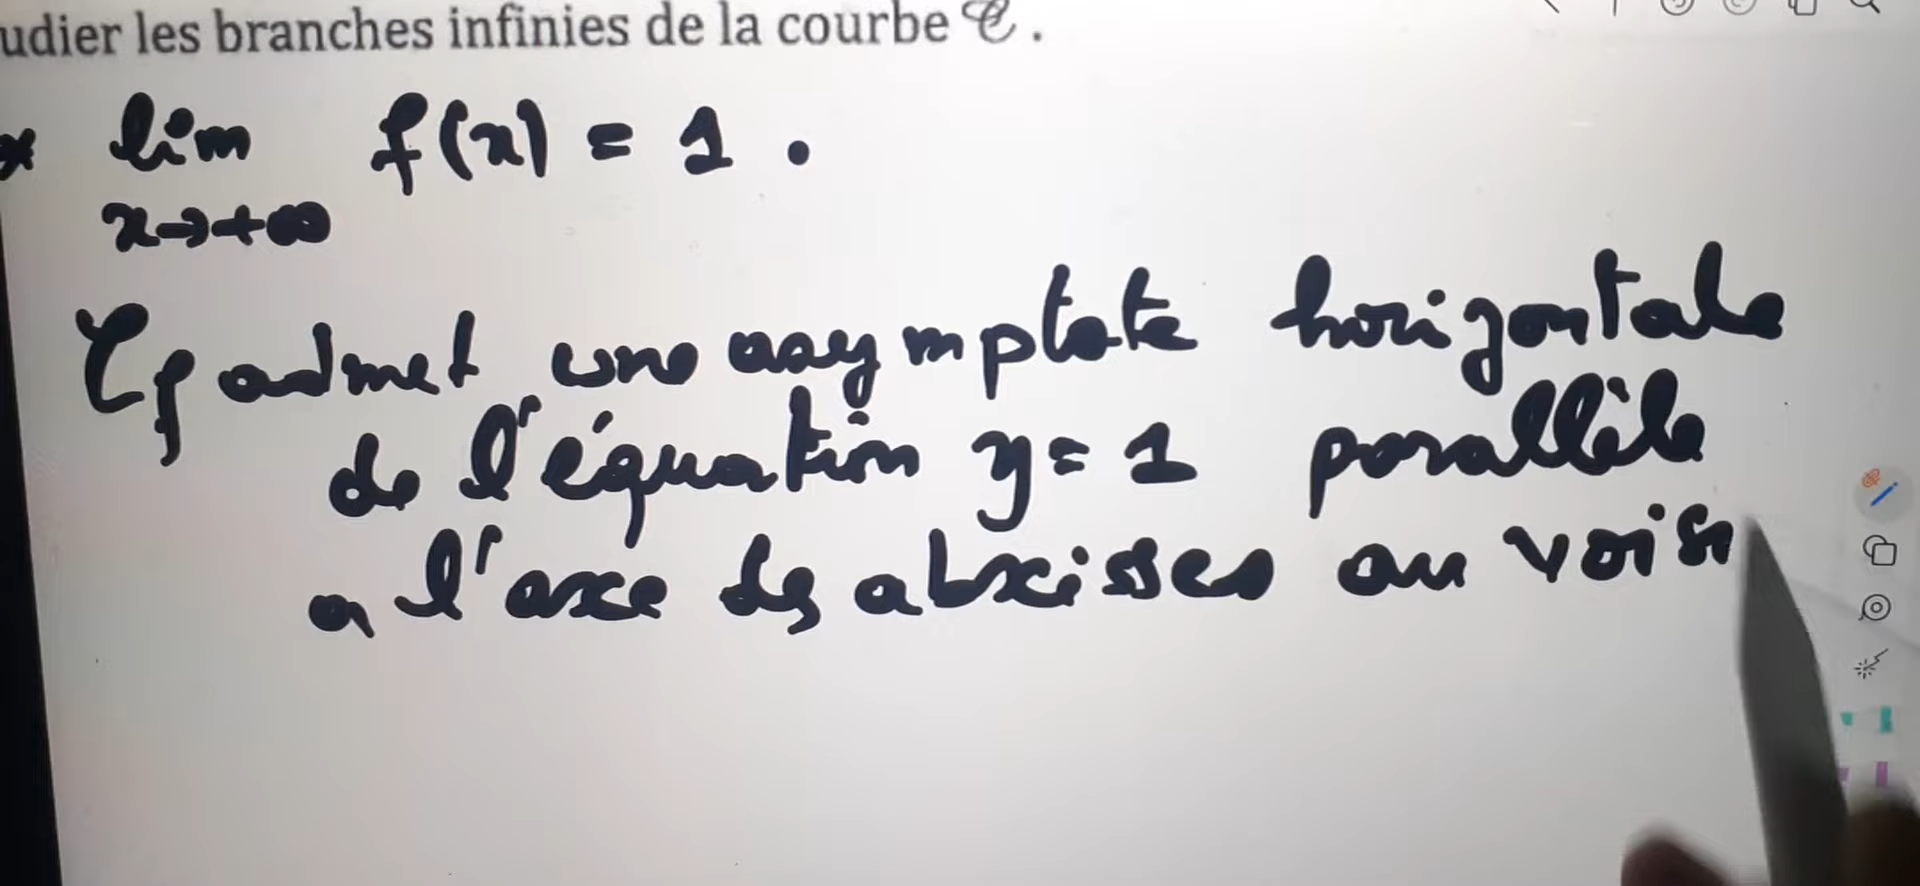 udier les branches infinies de la courbe 𝒞.
* lim f(x) = 1.
x→+∞
𝒞f admet une asymptote horizontale
de l'équation y=1 parallèle
a l'axe des abscisses au voisi